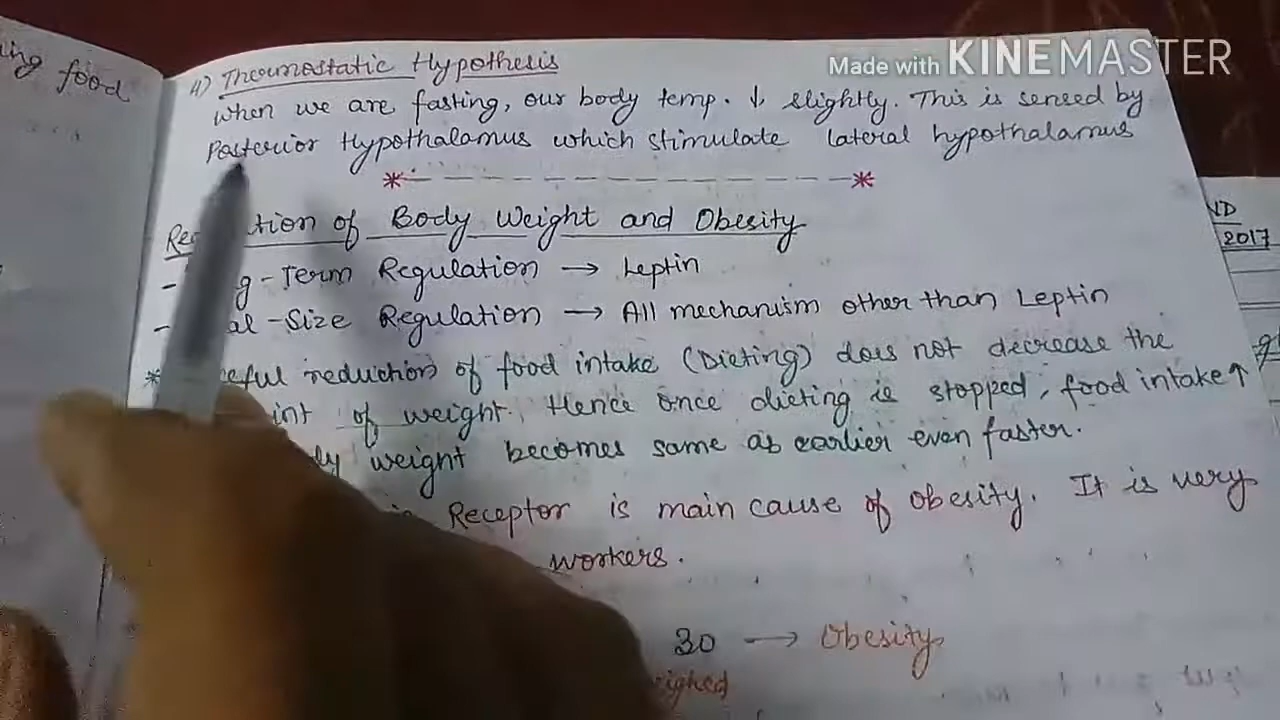 ing food
Made with KINEMASTER
4) Thermostatic Hypothesis
when we are fasting, our body temp. ↓ slightly. This is sensed by
Posterior Hypothalamus which stimulate lateral hypothalamus
* - - - - - - - - - - - *
tion of Body Weight and Obesity
g-Term Regulation → Leptin
al-Size Regulation → All mechanism other than Leptin
* eful reduction of food intake (Dieting) does not decrease the
int of weight. Hence once dieting is stopped, food intake ↑
dy weight becomes same as earlier even faster.
Receptor is main cause of obesity. It is very
workers.
30 → Obesity
ighed
ND
2017